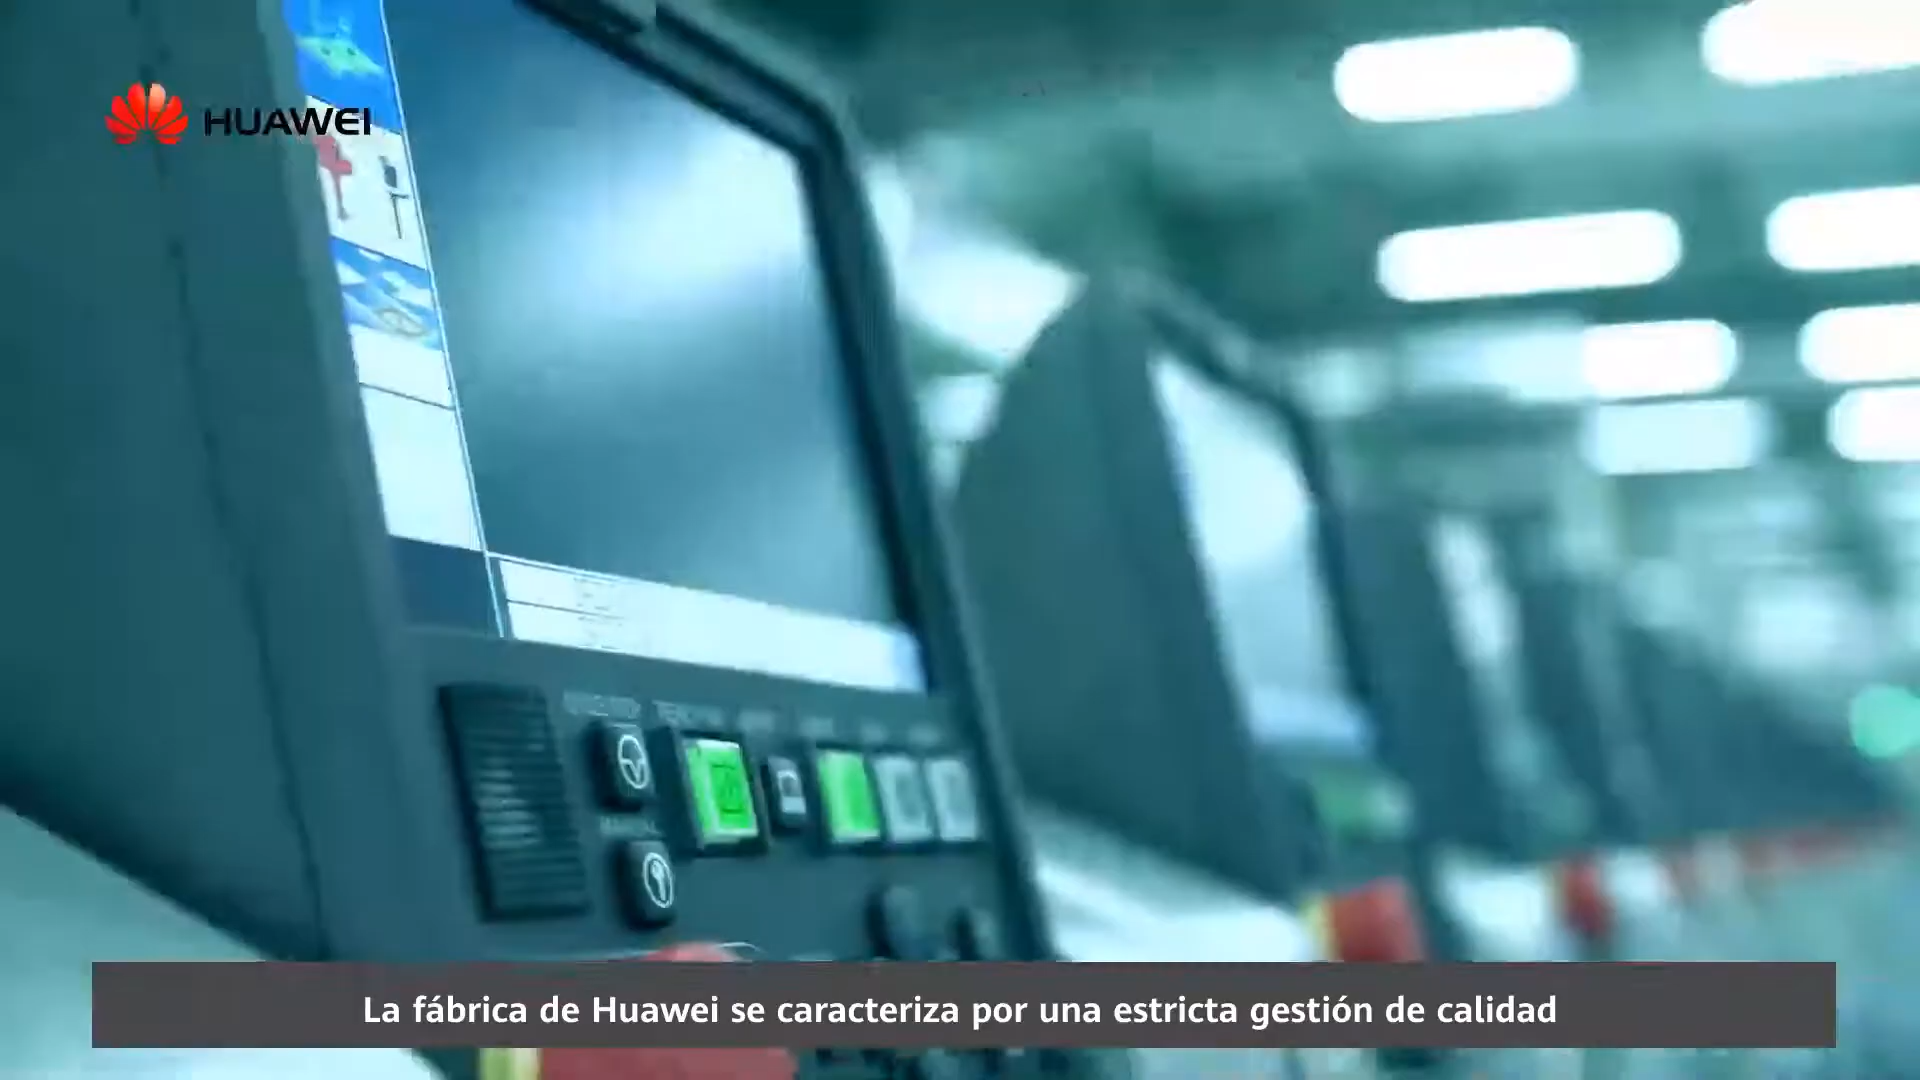 HUAWEI
La fábrica de Huawei se caracteriza por una estricta gestión de calidad